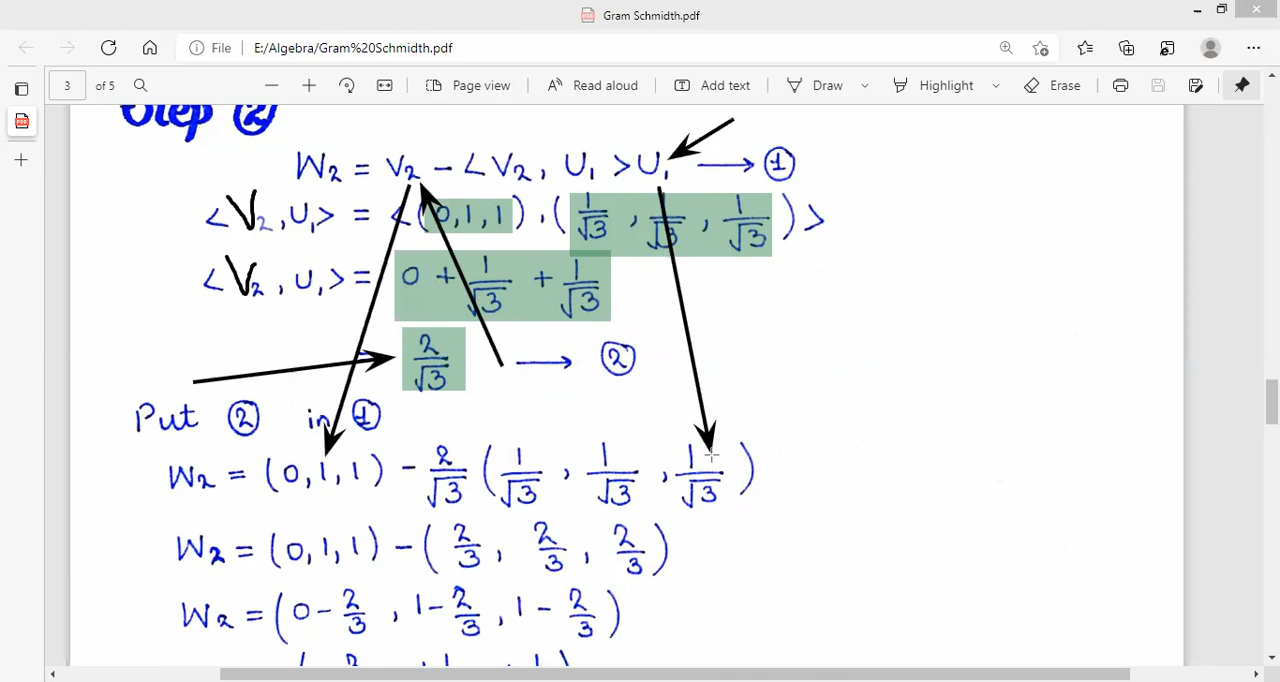 Gram Schmidth.pdf
File E:/Algebra/Gram%20Schmidth.pdf
3 of 5 Page view Read aloud Add text Draw Highlight Erase
Step ②
W₂ = V₂ - < V₂, U₁ > U₁ → ①
< V₂, U₁ > = < (0, 1, 1), (1/√3, 1/√3, 1/√3) >
< V₂, U₁ > = 0 + 1/√3 + 1/√3
2/√3 → ②
Put ② in ①
W₂ = (0, 1, 1) - 2/√3 (1/√3, 1/√3, 1/√3)
W₂ = (0, 1, 1) - (2/3, 2/3, 2/3)
W₂ = (0 - 2/3, 1 - 2/3, 1 - 2/3)